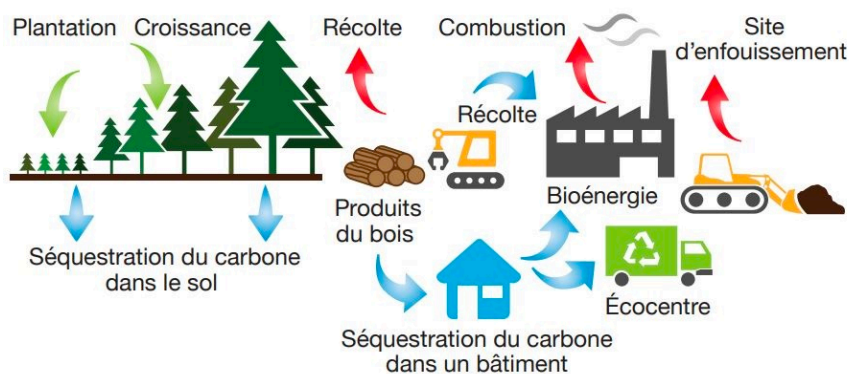 Plantation
Croissance
Récolte
Combustion
Site
d'enfouissement
Récolte
Bioénergie
Produits
du bois
Séquestration du carbone
dans le sol
Écocentre
Séquestration du carbone
dans un bâtiment